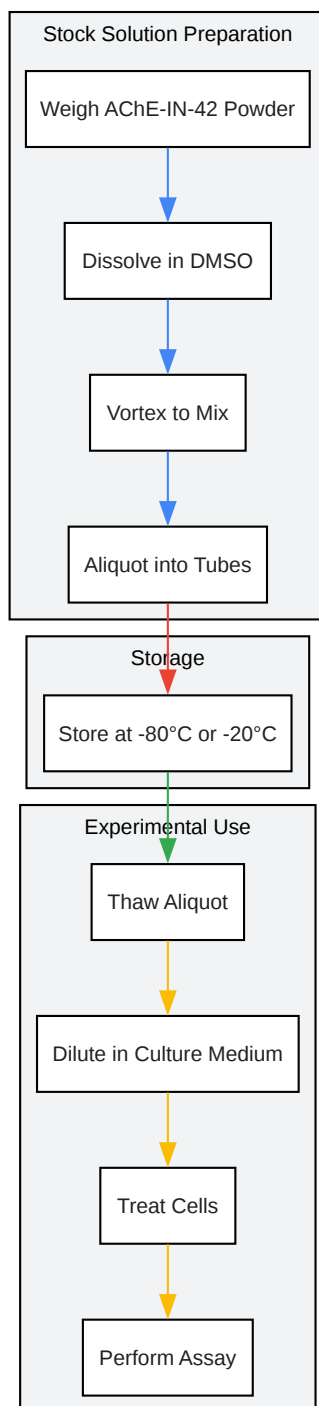 Stock Solution Preparation
Weigh AChE-IN-42 Powder
Dissolve in DMSO
Vortex to Mix
Aliquot into Tubes
Storage
Store at -80°C or -20°C
Experimental Use
Thaw Aliquot
Dilute in Culture Medium
Treat Cells
Perform Assay